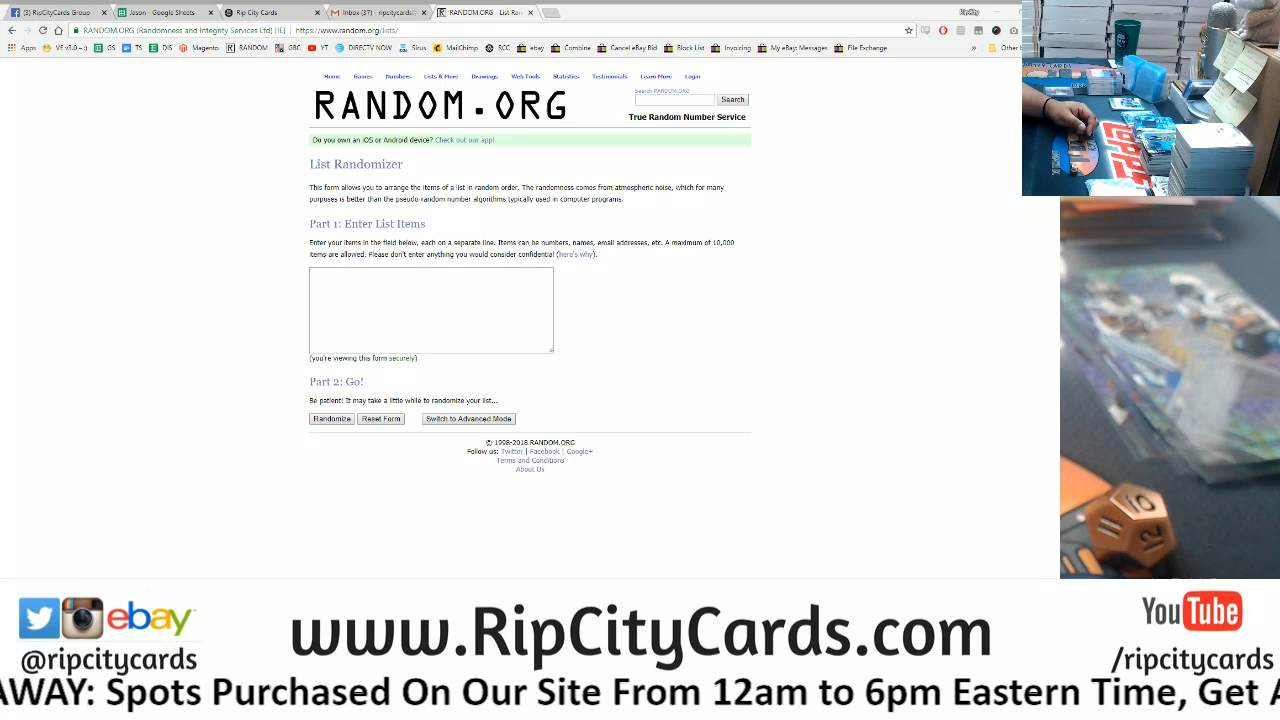 (3) RipCityCards Group
Jason - Google Sheets
Rip City Cards
Inbox (37) - ripcitycards@
RANDOM.ORG - List Ran
RipCity
RANDOM.ORG (Randomness and Integrity Services Ltd) [IE]
https://www.random.org/lists/
Apps
VE v3.0 -
GS
TS
DIS
Magento
RANDOM
GBC
YT
DIRECTV NOW
Sirius
MailChimp
RCC
ebay
Combine
Cancel eBay Bid
Block List
Invoicing
My eBay: Messages
File Exchange
»
Other b
Home Games Numbers Lists & More Drawings Web Tools Statistics Testimonials Learn More Login
RANDOM.ORG
Search RANDOM.ORG
Search
True Random Number Service
Do you own an iOS or Android device? Check out our app!
List Randomizer
This form allows you to arrange the items of a list in random order. The randomness comes from atmospheric noise, which for many
purposes is better than the pseudo-random number algorithms typically used in computer programs.
Part 1: Enter List Items
Enter your items in the field below, each on a separate line. Items can be numbers, names, email addresses, etc. A maximum of 10,000
items are allowed. Please don't enter anything you would consider confidential (here's why).
(you're viewing this form securely)
Part 2: Go!
Be patient! It may take a little while to randomize your list...
Randomize Reset Form Switch to Advanced Mode
© 1998-2018 RANDOM.ORG
Follow us: Twitter | Facebook | Google+
Terms and Conditions
About Us
10
11
12
ebay
@ripcitycards
www.RipCityCards.com
YouTube
/ripcitycards
AWAY: Spots Purchased On Our Site From 12am to 6pm Eastern Time, Get A